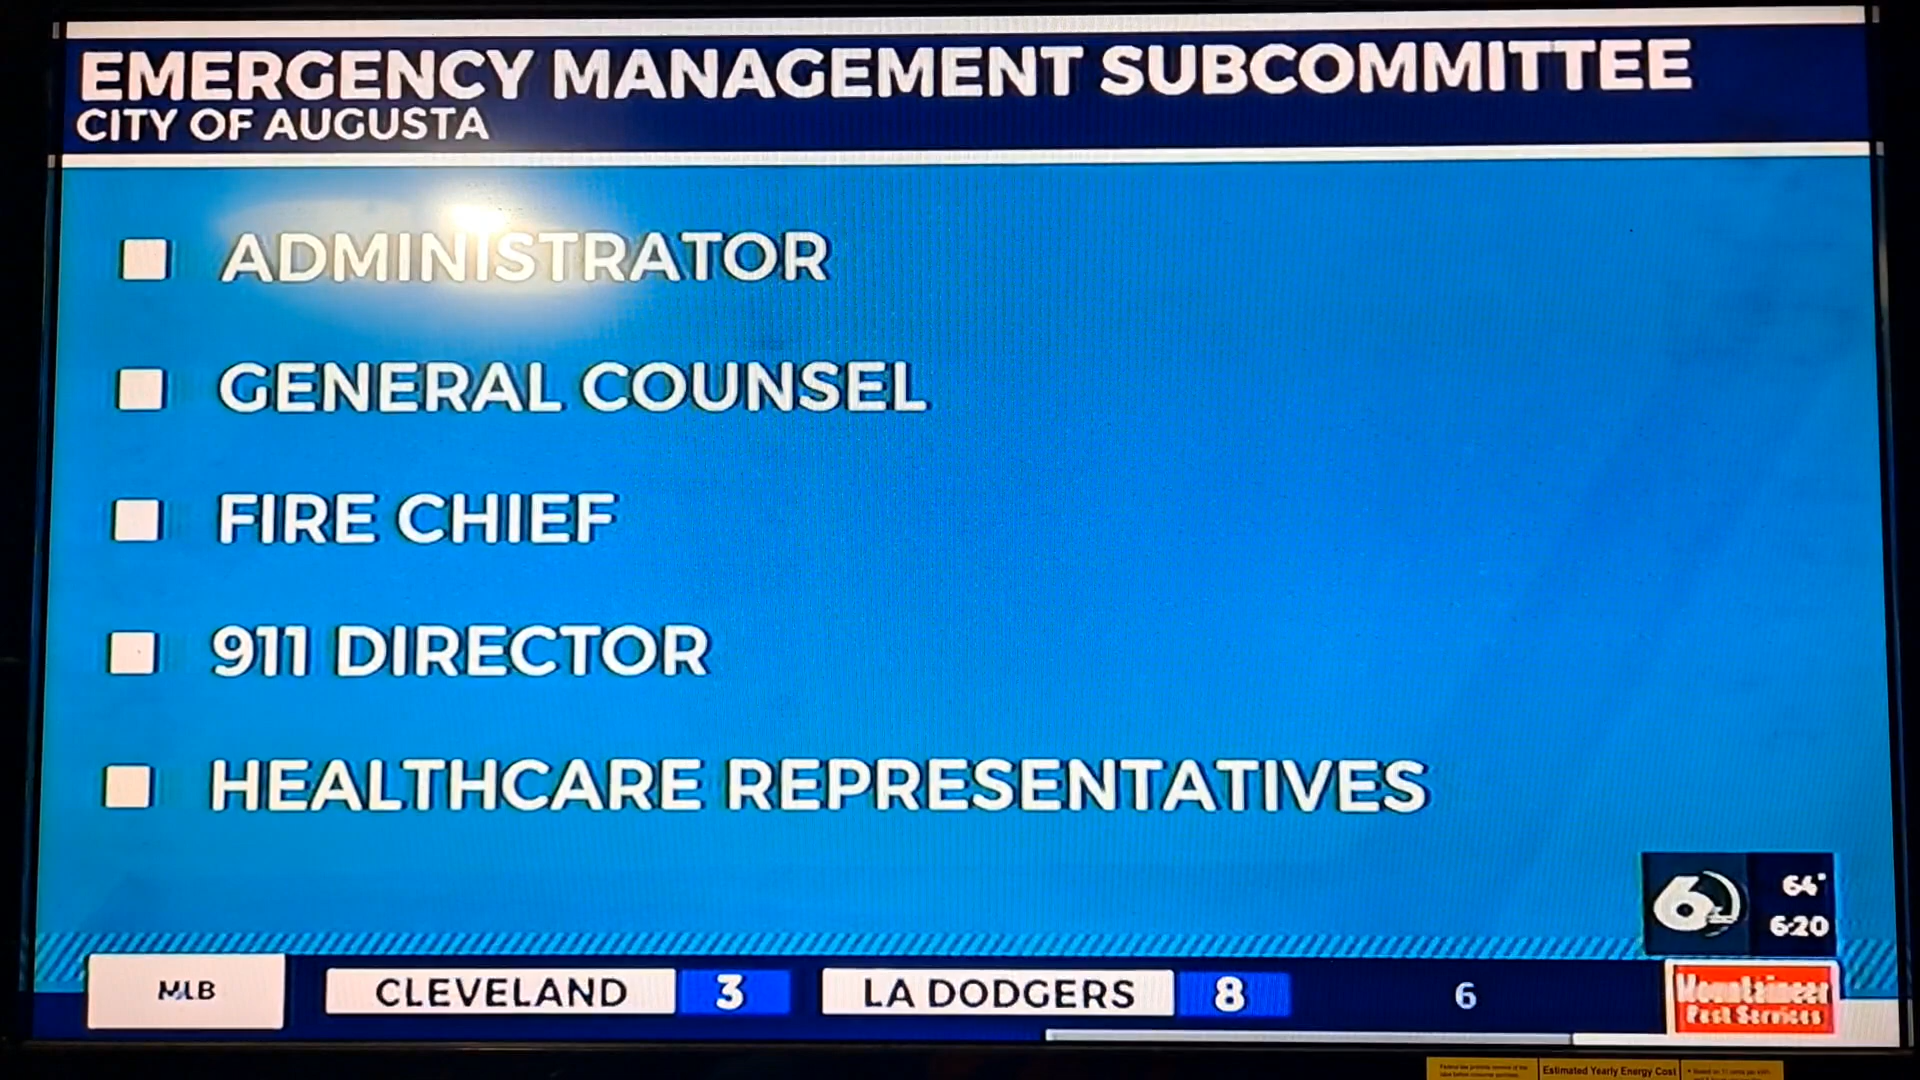 EMERGENCY MANAGEMENT SUBCOMMITTEE
CITY OF AUGUSTA
ADMINISTRATOR
GENERAL COUNSEL
FIRE CHIEF
911 DIRECTOR
HEALTHCARE REPRESENTATIVES
6
64°
6:20
MLB
CLEVELAND 3 LA DODGERS 8 6
Mountaineer
Pest Services
Estimated Yearly Energy Cost